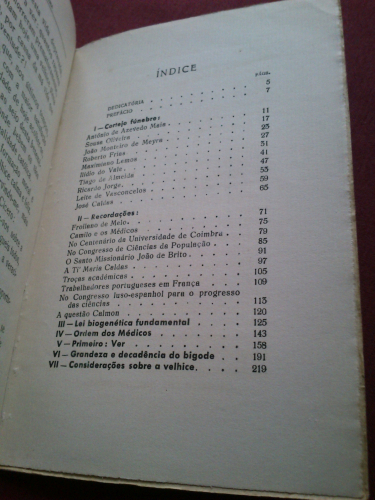 ÍNDICE
PÁGS.
DEDICATÓRIA 5
PREFÁCIO 7
I — Cortejo fúnebre:
António de Azevedo Maia 11
Sousa Oliveira 17
João Monteiro de Meyra
Roberto Frias 27
Maximiano Lemos
Ilídio do Vale 41
Tiago de Almeida 47
Ricardo Jorge 53
Leite de Vasconcelos 59
José Caldas 65
II — Recordações:
Froilano de Melo 71
Camilo e os Médicos 75
No Centenário da Universidade de Coimbra 79
No Congresso de Ciências da População 85
O Santo Missionário João de Brito 91
A Ti' Maria Caldas 97
Troças académicas 105
Trabalhadores portugueses em França 109
No Congresso luso-espanhol para o progresso
das ciências 113
A questão Calmon 120
III — Lei biogenética fundamental 125
IV — Ordem dos Médicos 143
V — Primeiro: Ver 158
VI — Grandeza e decadência do bigode 191
VII — Considerações sobre a velhice 219